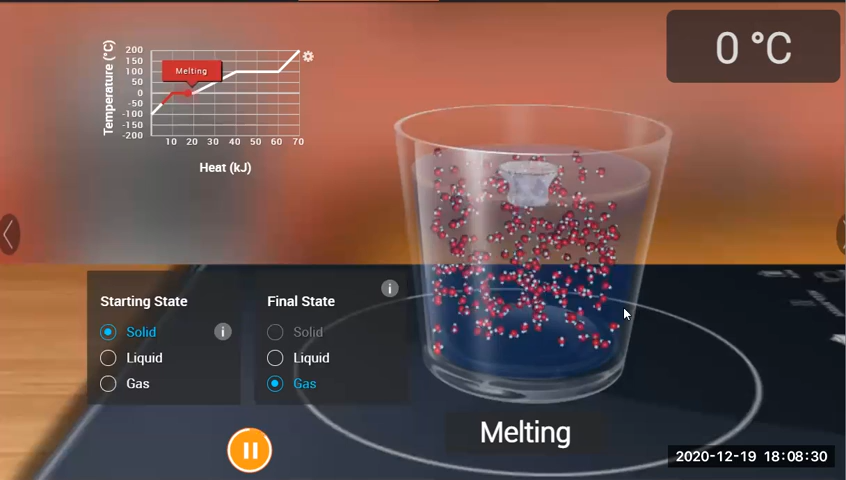 0 °C
Temperature (°C)
200
150
100
50
0
-50
-100
-150
-200
Melting
10 20 30 40 50 60 70
Heat (kJ)
Starting State
Solid
Liquid
Gas
Final State
Solid
Liquid
Gas
Melting
2020-12-19 18:08:30